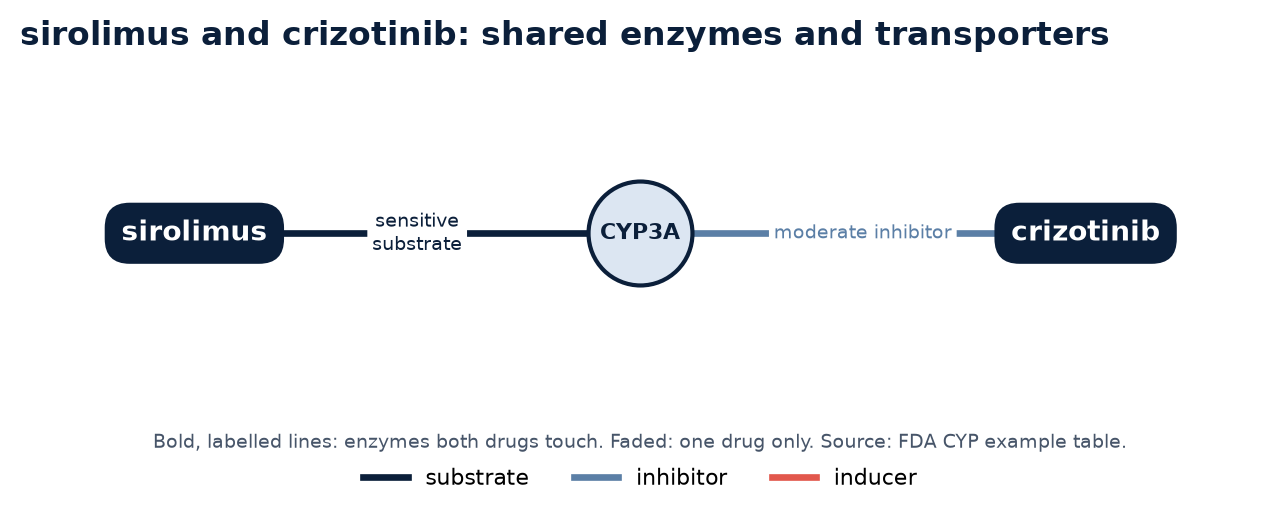 sirolimus and crizotinib: shared enzymes and transporters
sirolimus
sensitive
substrate
CYP3A
moderate inhibitor
crizotinib
Bold, labelled lines: enzymes both drugs touch. Faded: one drug only. Source: FDA CYP example table.
substrate
inhibitor
inducer